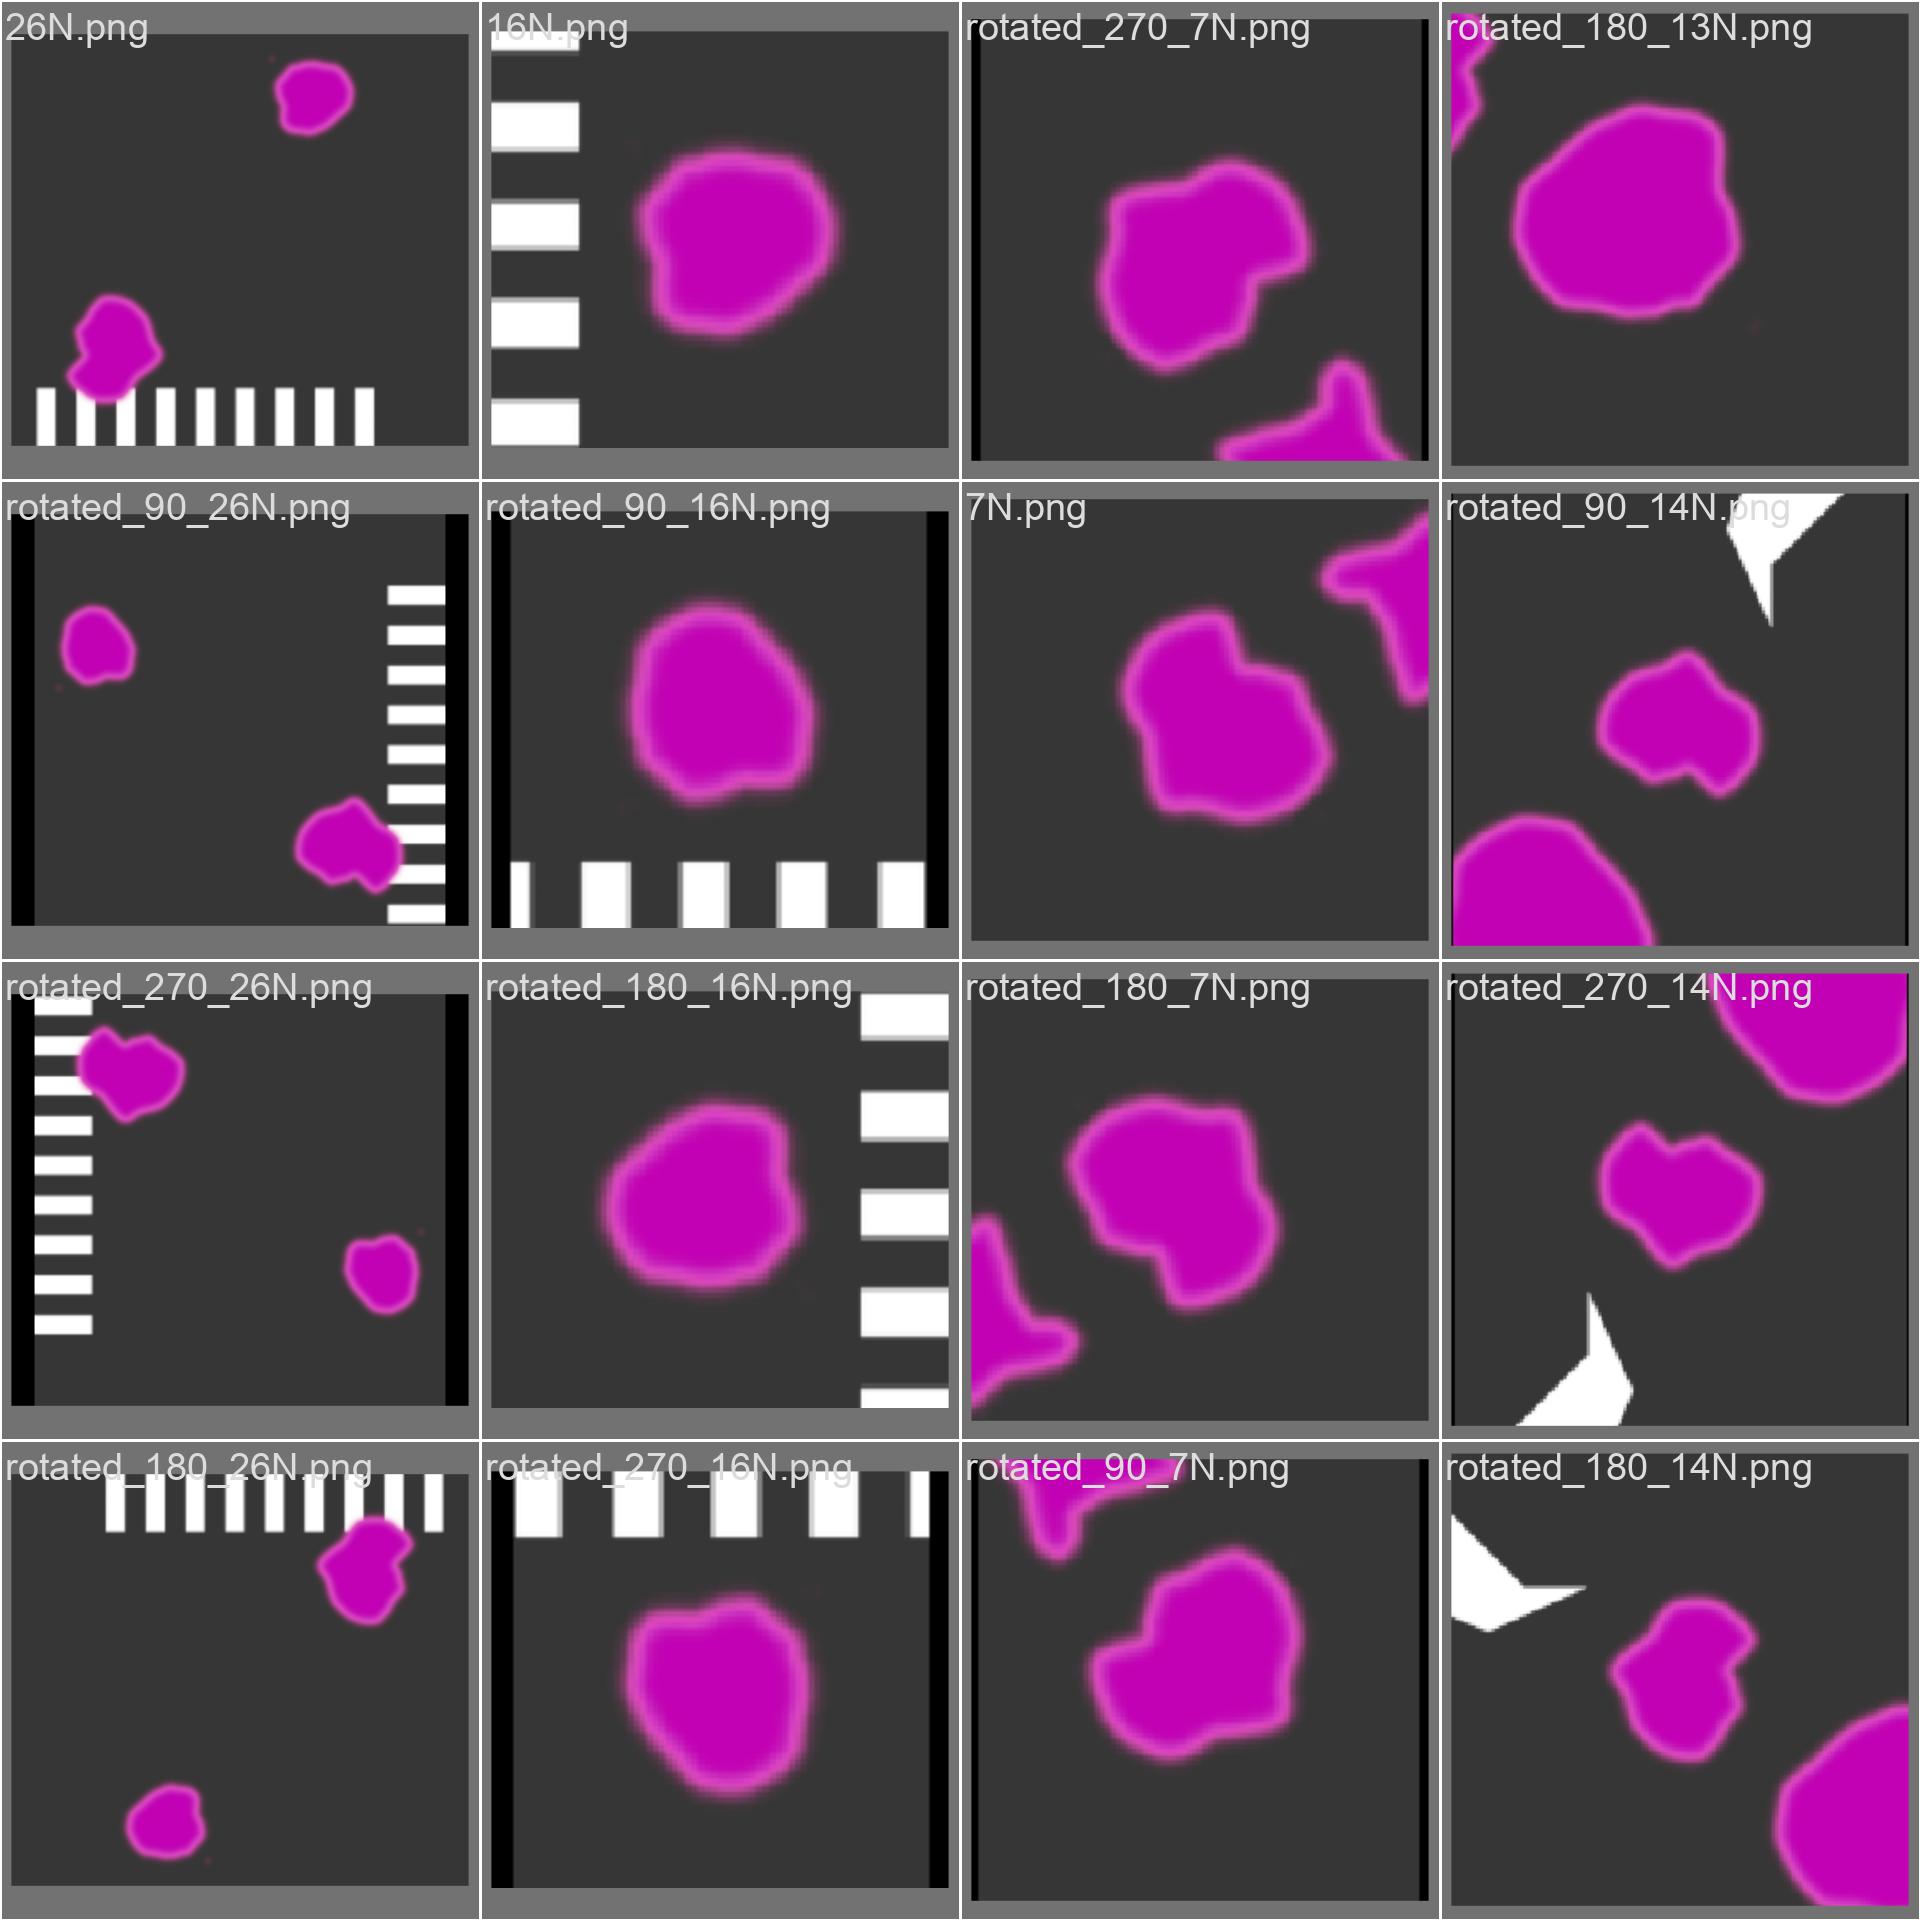 26N.png
16N.png
rotated_270_7N.png
rotated_180_13N.png
rotated_90_26N.png
rotated_90_16N.png
7N.png
rotated_90_14N.png
rotated_270_26N.png
rotated_180_16N.png
rotated_180_7N.png
rotated_270_14N.png
rotated_180_26N.png
rotated_270_16N.png
rotated_90_7N.png
rotated_180_14N.png